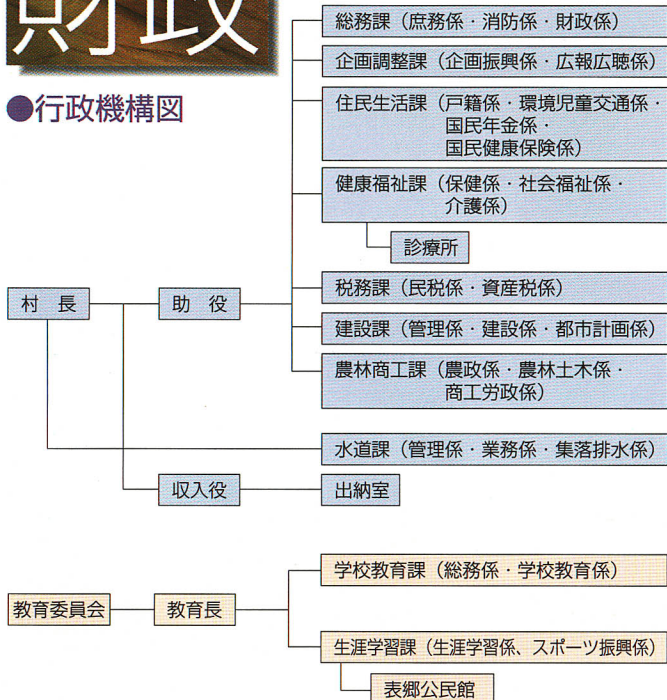 財政
●行政機構図
総務課（庶務係・消防係・財政係）
企画調整課（企画振興係・広報広聴係）
住民生活課（戸籍係・環境児童交通係・
国民年金係・
国民健康保険係）
健康福祉課（保健係・社会福祉係・
介護係）
診療所
村　長
助　役
税務課（民税係・資産税係）
建設課（管理係・建設係・都市計画係）
農林商工課（農政係・農林土木係・
商工労政係）
水道課（管理係・業務係・集落排水係）
収入役
出納室
教育委員会
教育長
学校教育課（総務係・学校教育係）
生涯学習課（生涯学習係、スポーツ振興係）
表郷公民館